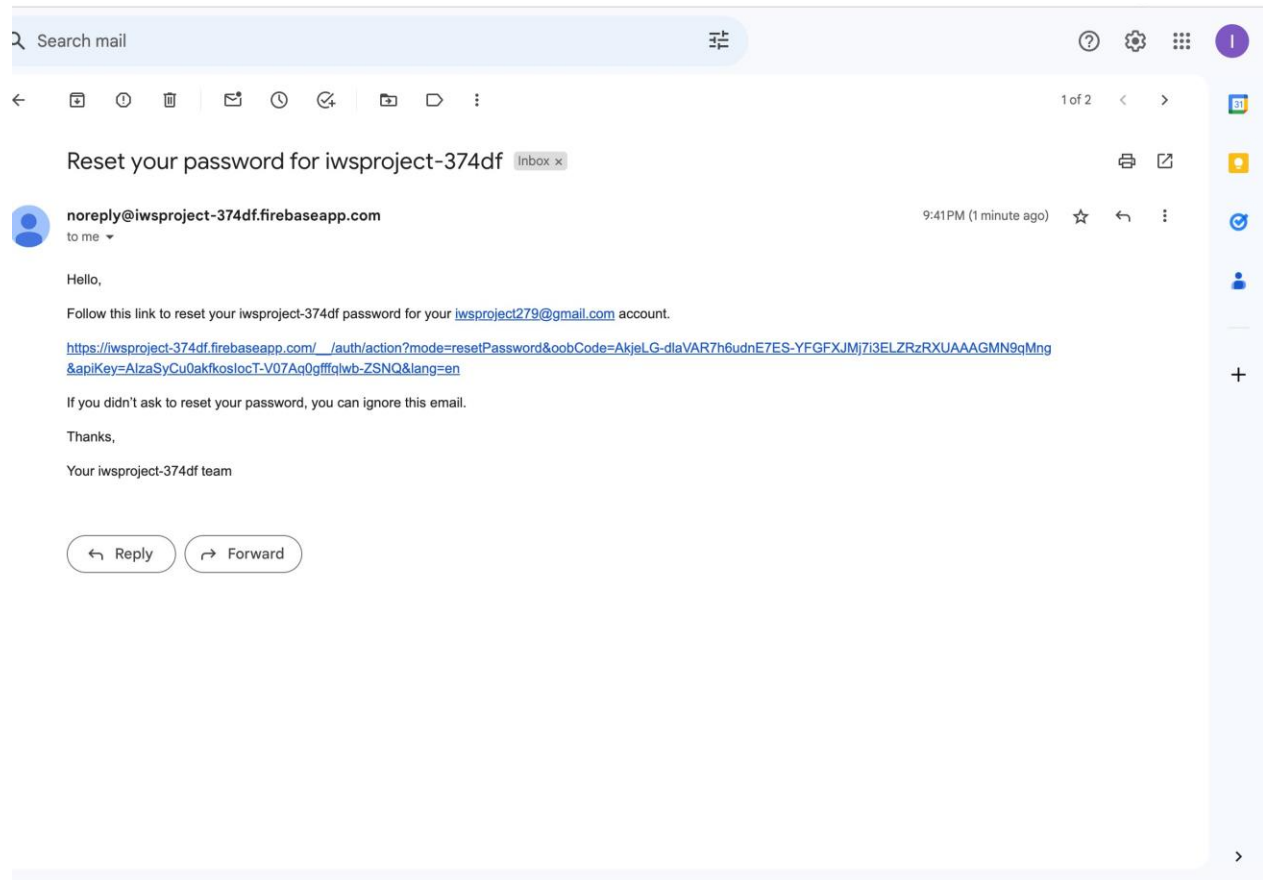 Search mail
1 of 2
Reset your password for iwsproject-374df Inbox x
noreply@iwsproject-374df.firebaseapp.com 9:41 PM (1 minute ago)
to me
Hello,
Follow this link to reset your iwsproject-374df password for your iwsproject279@gmail.com account.
https://iwsproject-374df.firebaseapp.com/__/auth/action?mode=resetPassword&oobCode=AkjeLG-dlaVAR7h6udnE7ES-YFGFXJMj7i3ELZRzRXUAAAGMN9qMng
&apiKey=AIzaSyCu0akfkosIocT-V07Aq0gfffqlwb-ZSNQ&lang=en
If you didn’t ask to reset your password, you can ignore this email.
Thanks,
Your iwsproject-374df team
Reply Forward
I
31